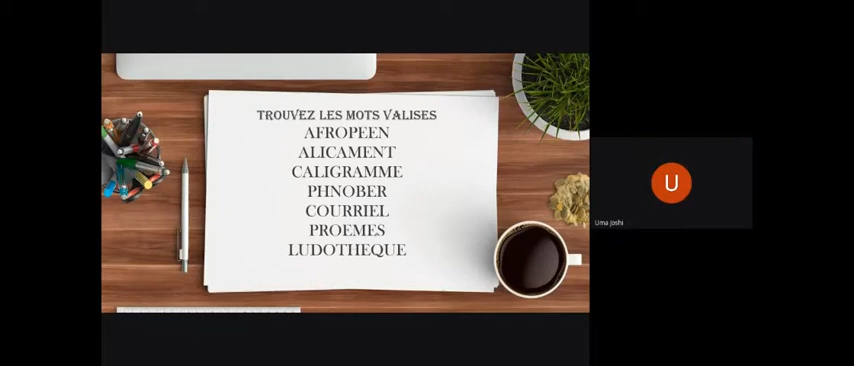 TROUVEZ LES MOTS VALISES
AFROPEEN
ALICAMENT
CALIGRAMME
PHNOBER
COURRIEL
PROEMES
LUDOTHEQUE
U
Uma Joshi